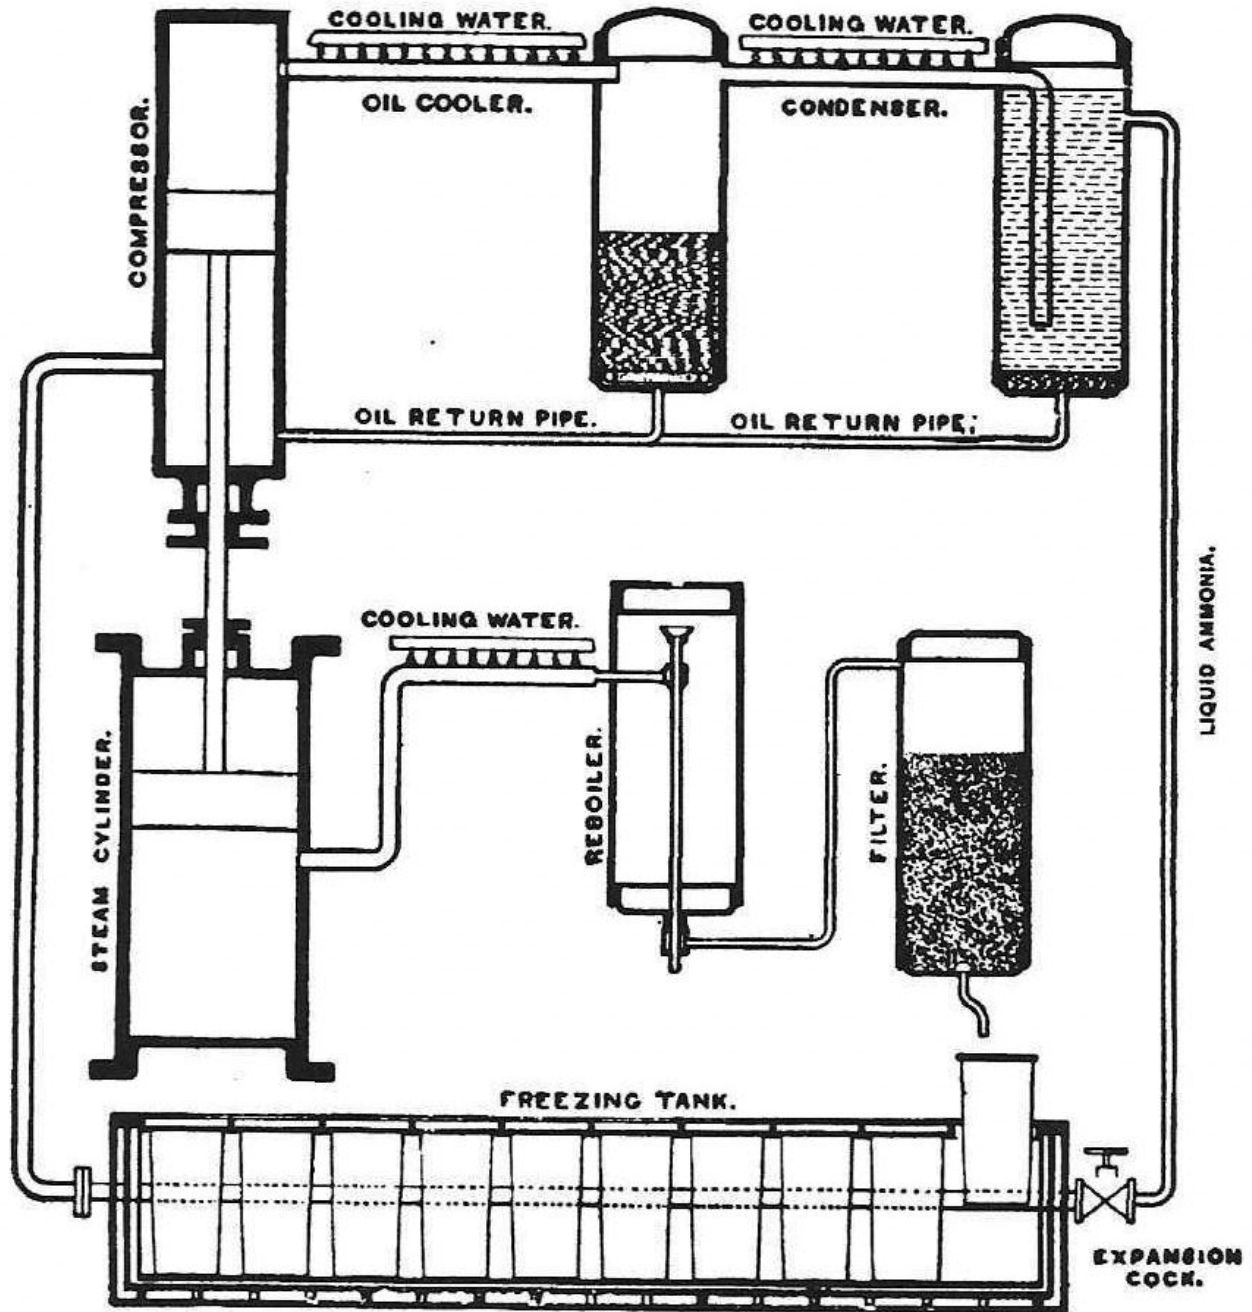 COOLING WATER.
COOLING WATER.
OIL COOLER.
CONDENSER.
COMPRESSOR.
OIL RETURN PIPE.
OIL RETURN PIPE;
LIQUID AMMONIA.
COOLING WATER.
REBOILER.
FILTER.
STEAM CYLINDER.
FREEZING TANK.
EXPANSION
COCK.